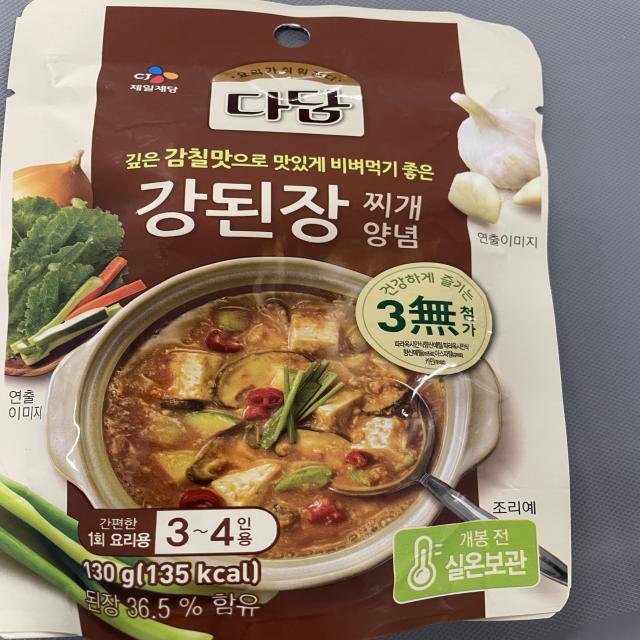 CJ
제일제당
요리가 쉬워진다
다담
깊은 감칠맛으로 맛있게 비벼먹기 좋은
강된장 찌개
양념
연출이미지
건강하게 즐기는
3無 첨가
연출
이미지
조리예
간편한
1회 요리용
3~4인용
130 g(135 kcal)
된장 36.5 % 함유
개봉 전
실온보관